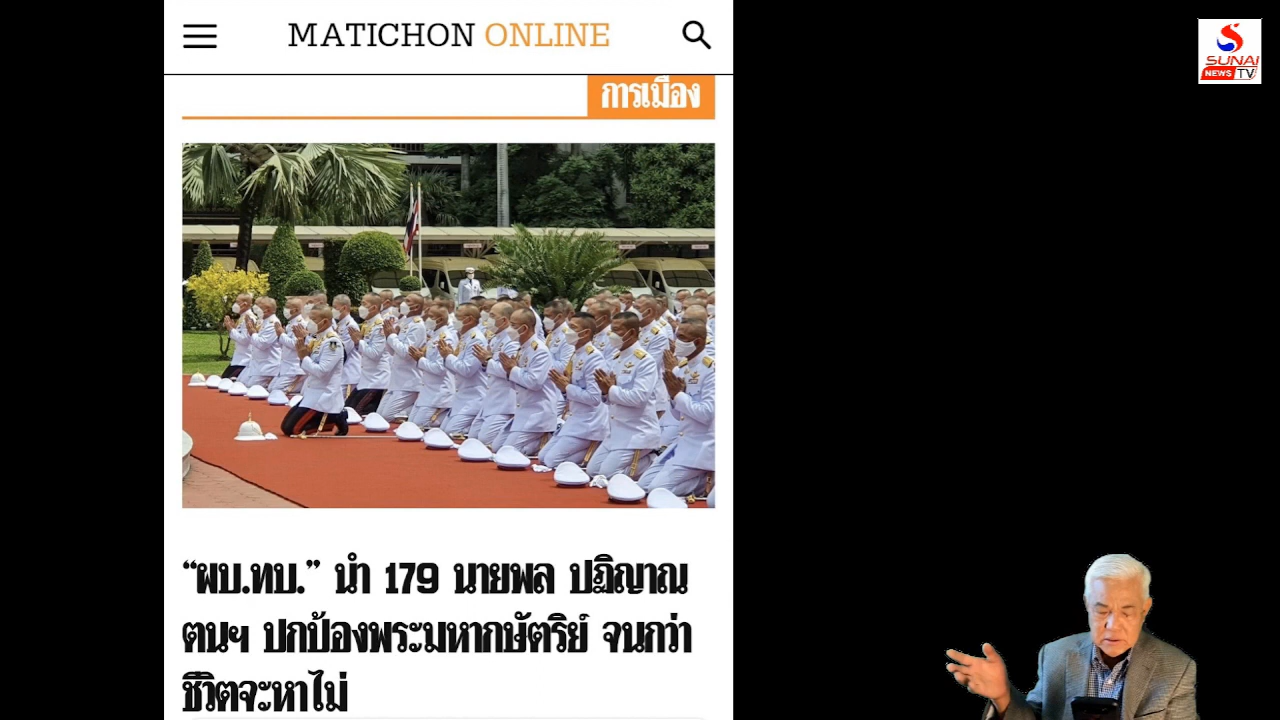 MATICHON ONLINE
SUNAI
NEWS TV
การเมือง
“ผบ.ทบ.” นำ 179 นายพล ปฏิญาณ
ตนฯ ปกป้องพระมหากษัตริย์ จนกว่า
ชีวิตจะหาไม่